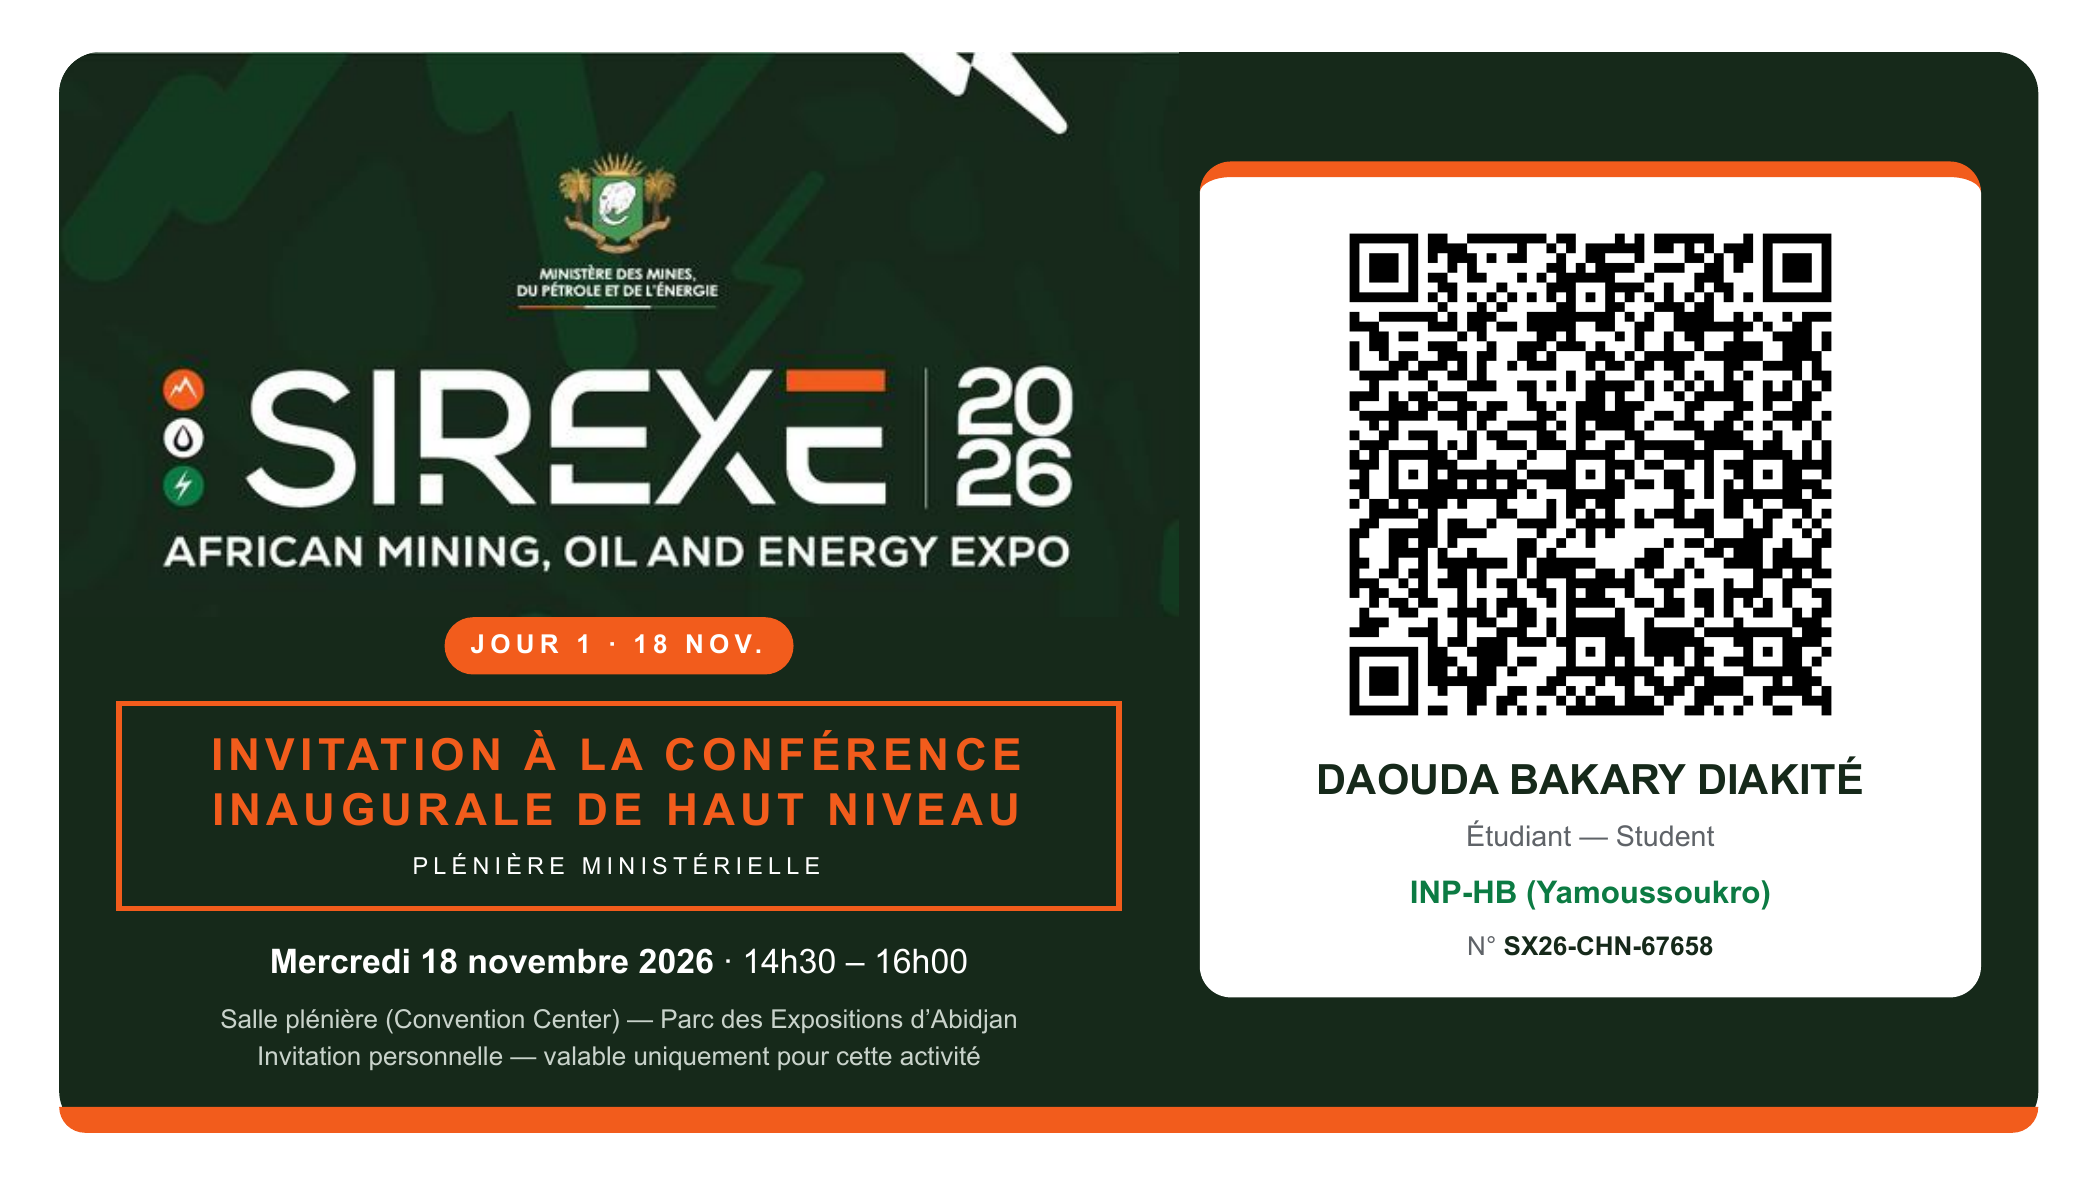 MINISTÈRE DES MINES,
DU PÉTROLE ET DE L'ÉNERGIE
SIREXE 2026
AFRICAN MINING, OIL AND ENERGY EXPO
JOUR 1 · 18 NOV.
INVITATION À LA CONFÉRENCE
INAUGURALE DE HAUT NIVEAU
PLÉNIÈRE MINISTÉRIELLE
Mercredi 18 novembre 2026 · 14h30 – 16h00
Salle plénière (Convention Center) — Parc des Expositions d’Abidjan
Invitation personnelle — valable uniquement pour cette activité
DAOUDA BAKARY DIAKITÉ
Étudiant — Student
INP-HB (Yamoussoukro)
N° SX26-CHN-67658